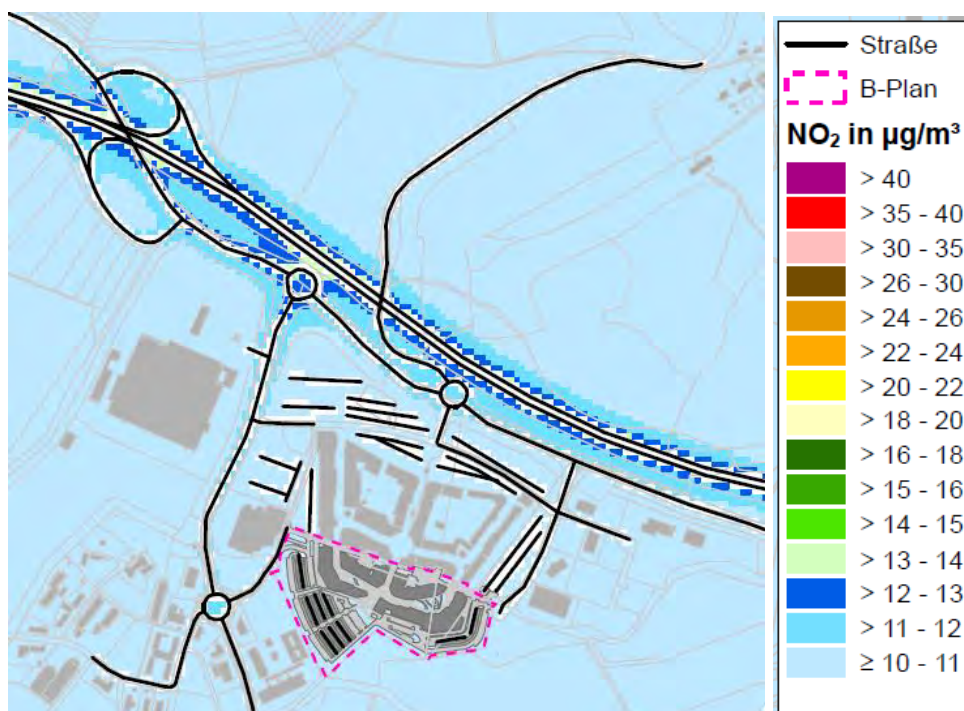 Straße
B-Plan
NO₂ in µg/m³
> 40
> 35 - 40
> 30 - 35
> 26 - 30
> 24 - 26
> 22 - 24
> 20 - 22
> 18 - 20
> 16 - 18
> 15 - 16
> 14 - 15
> 13 - 14
> 12 - 13
> 11 - 12
≥ 10 - 11